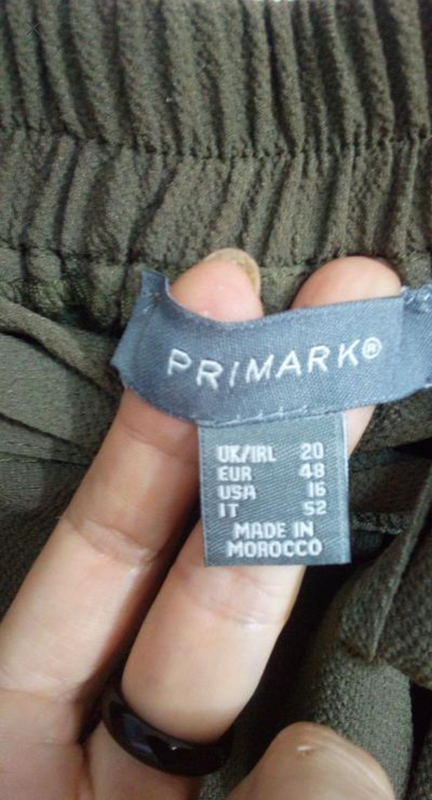 PRIMARK®
UK/IRL 20
EUR 48
USA 16
IT 52
MADE IN
MOROCCO